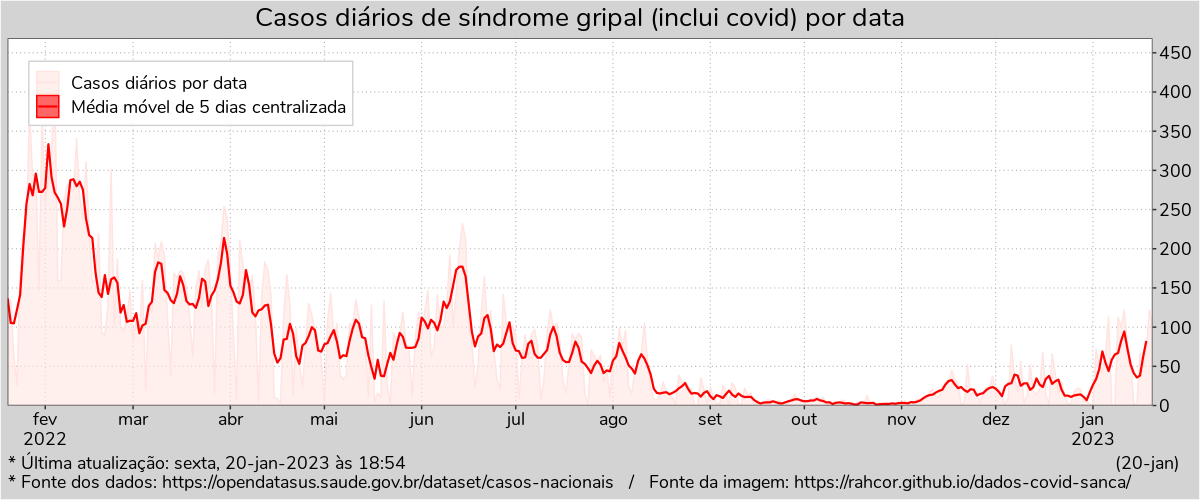 Casos diários de síndrome gripal (inclui covid) por data
Casos diários por data
Média móvel de 5 dias centralizada
450
400
350
300
250
200
150
100
50
0
fev mar abr mai jun jul ago set out nov dez jan
2022 2023
* Última atualização: sexta, 20-jan-2023 às 18:54 (20-jan)
* Fonte dos dados: https://opendatasus.saude.gov.br/dataset/casos-nacionais / Fonte da imagem: https://rahcor.github.io/dados-covid-sanca/